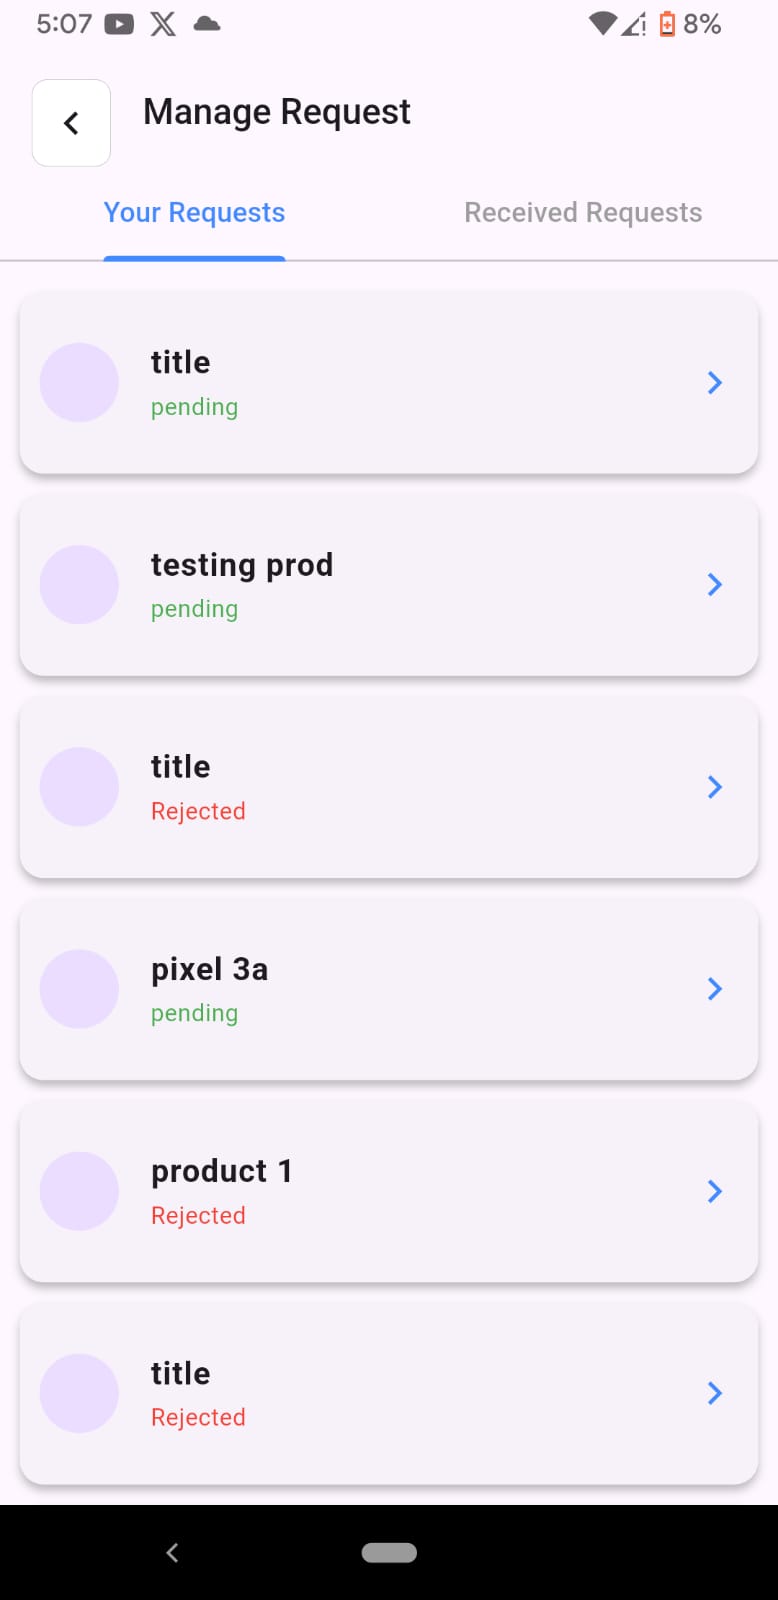 5:07 8%
Manage Request
Your Requests Received Requests
title
pending
testing prod
pending
title
Rejected
pixel 3a
pending
product 1
Rejected
title
Rejected